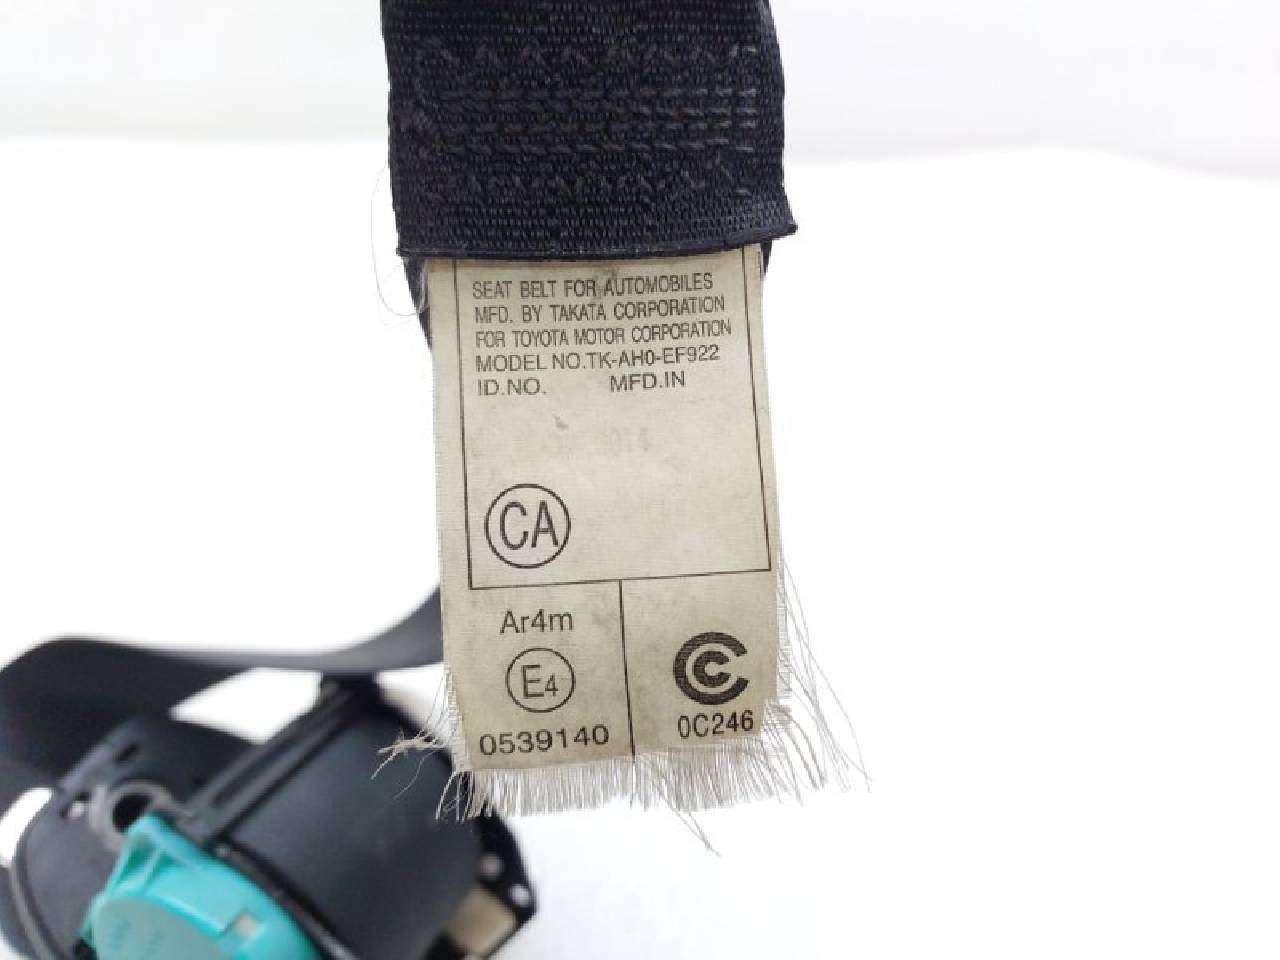 SEAT BELT FOR AUTOMOBILES
MFD. BY TAKATA CORPORATION
FOR TOYOTA MOTOR CORPORATION
MODEL NO.TK-AH0-EF922
ID.NO. MFD.IN
CA
Ar4m
E4
0539140
0C246